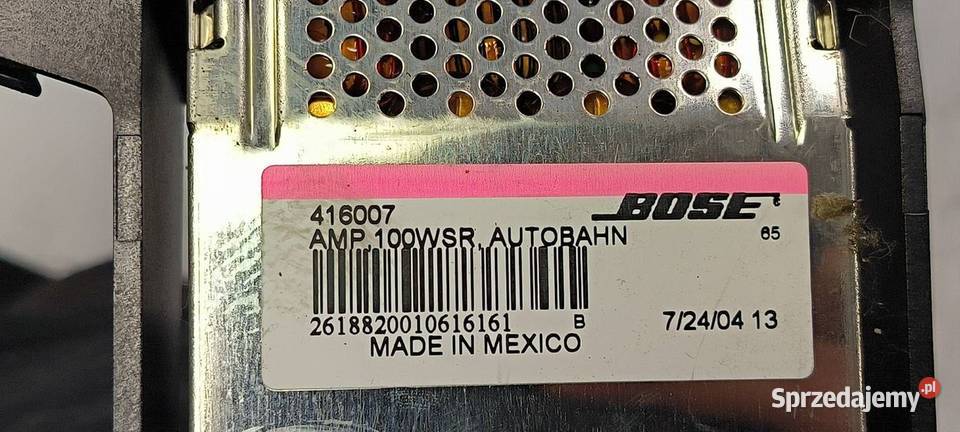 416007
BOSE
AMP,100WSR, AUTOBAHN
65
2618820010616161 B
7/24/04 13
MADE IN MEXICO
Sprzedajemy.pl